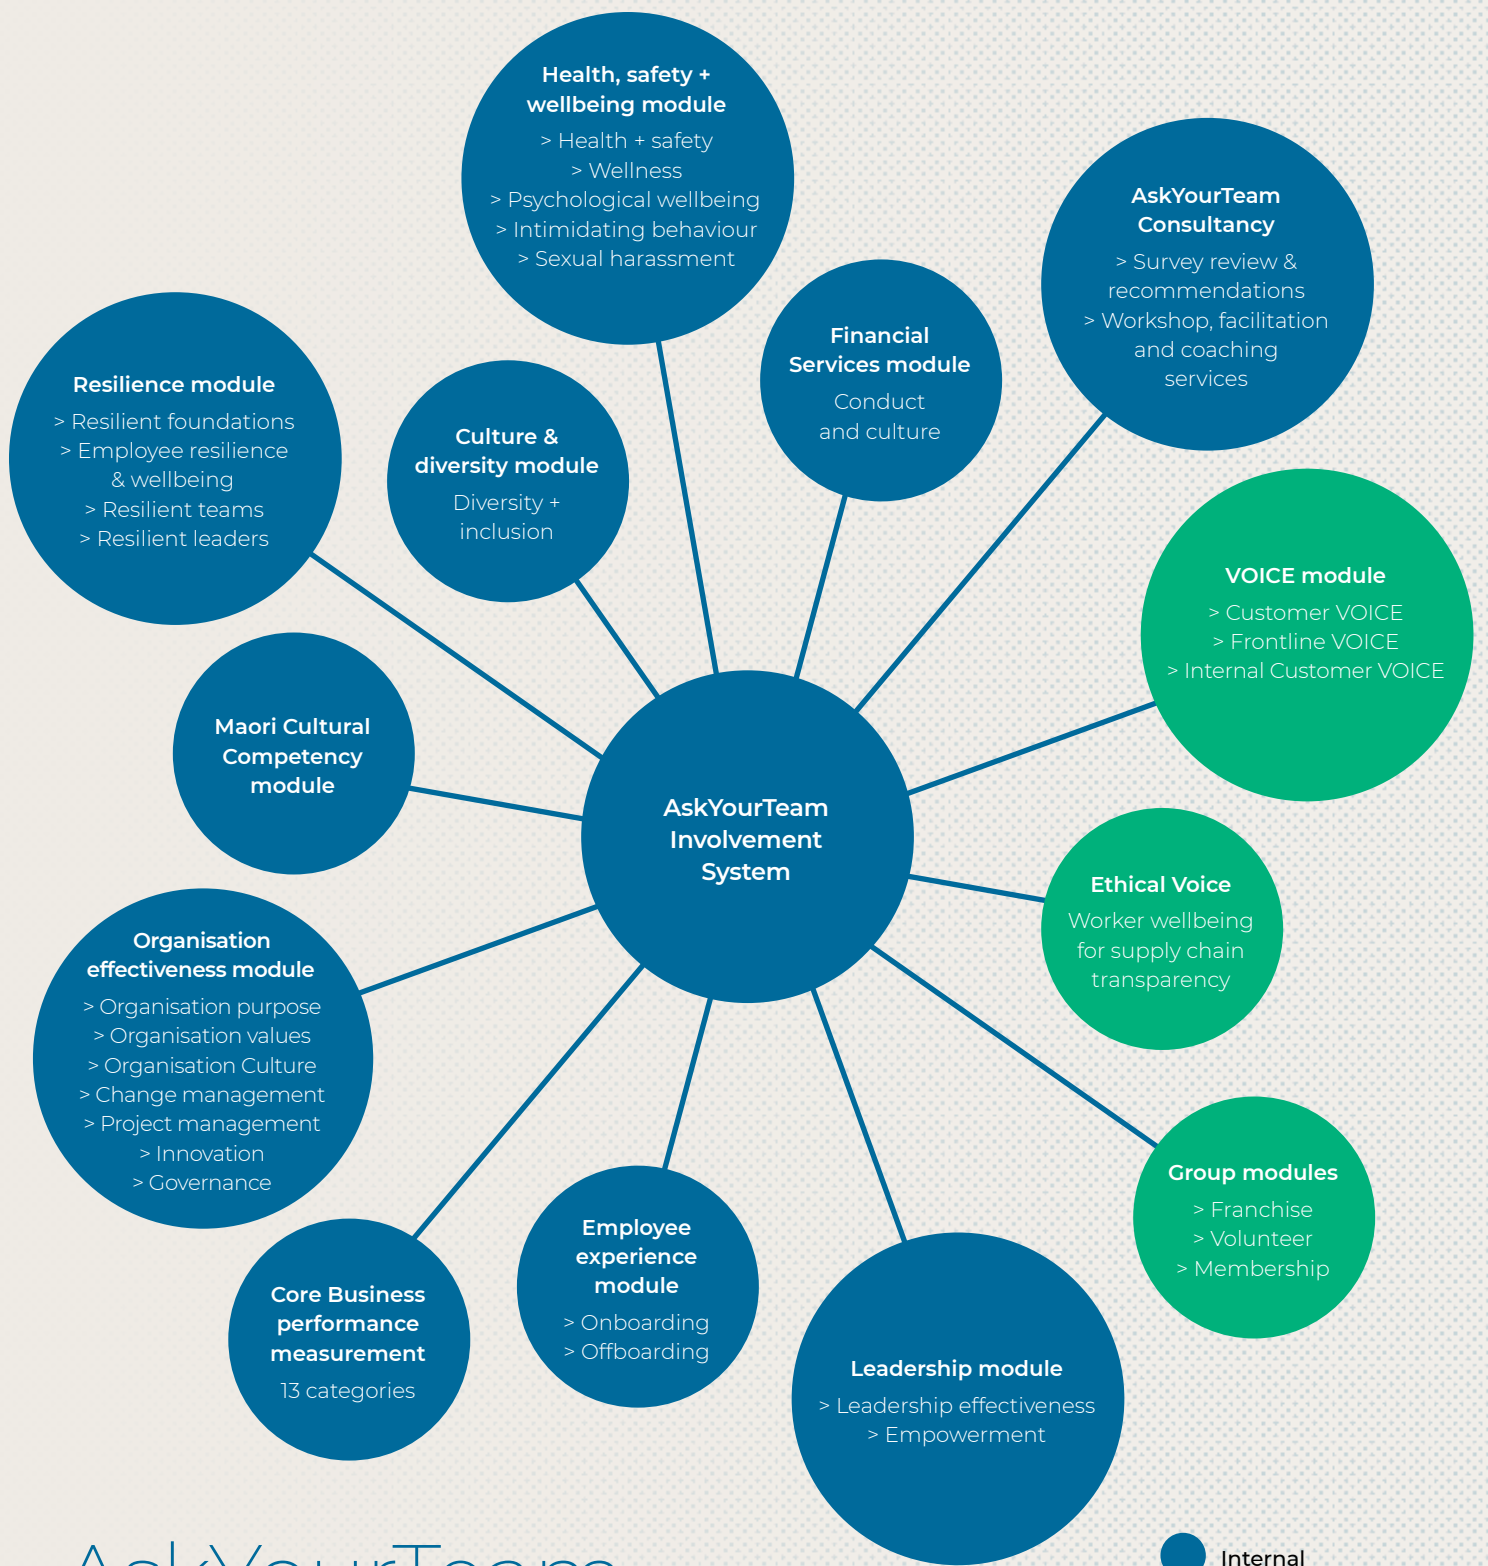 Health, safety +
wellbeing module
> Health + safety
> Wellness
> Psychological wellbeing
> Intimidating behaviour
> Sexual harassment
AskYourTeam
Consultancy
> Survey review &
recommendations
> Workshop, facilitation
and coaching
services
Financial
Services module
Conduct
and culture
Resilience module
> Resilient foundations
> Employee resilience
& wellbeing
> Resilient teams
> Resilient leaders
Culture &
diversity module
Diversity +
inclusion
VOICE module
> Customer VOICE
> Frontline VOICE
> Internal Customer VOICE
Maori Cultural
Competency
module
AskYourTeam
Involvement
System
Ethical Voice
Worker wellbeing
for supply chain
transparency
Organisation
effectiveness module
> Organisation purpose
> Organisation values
> Organisation Culture
> Change management
> Project management
> Innovation
> Governance
Group modules
> Franchise
> Volunteer
> Membership
Employee
experience
module
> Onboarding
> Offboarding
Core Business
performance
measurement
13 categories
Leadership module
> Leadership effectiveness
> Empowerment
AskYourTeam
Internal